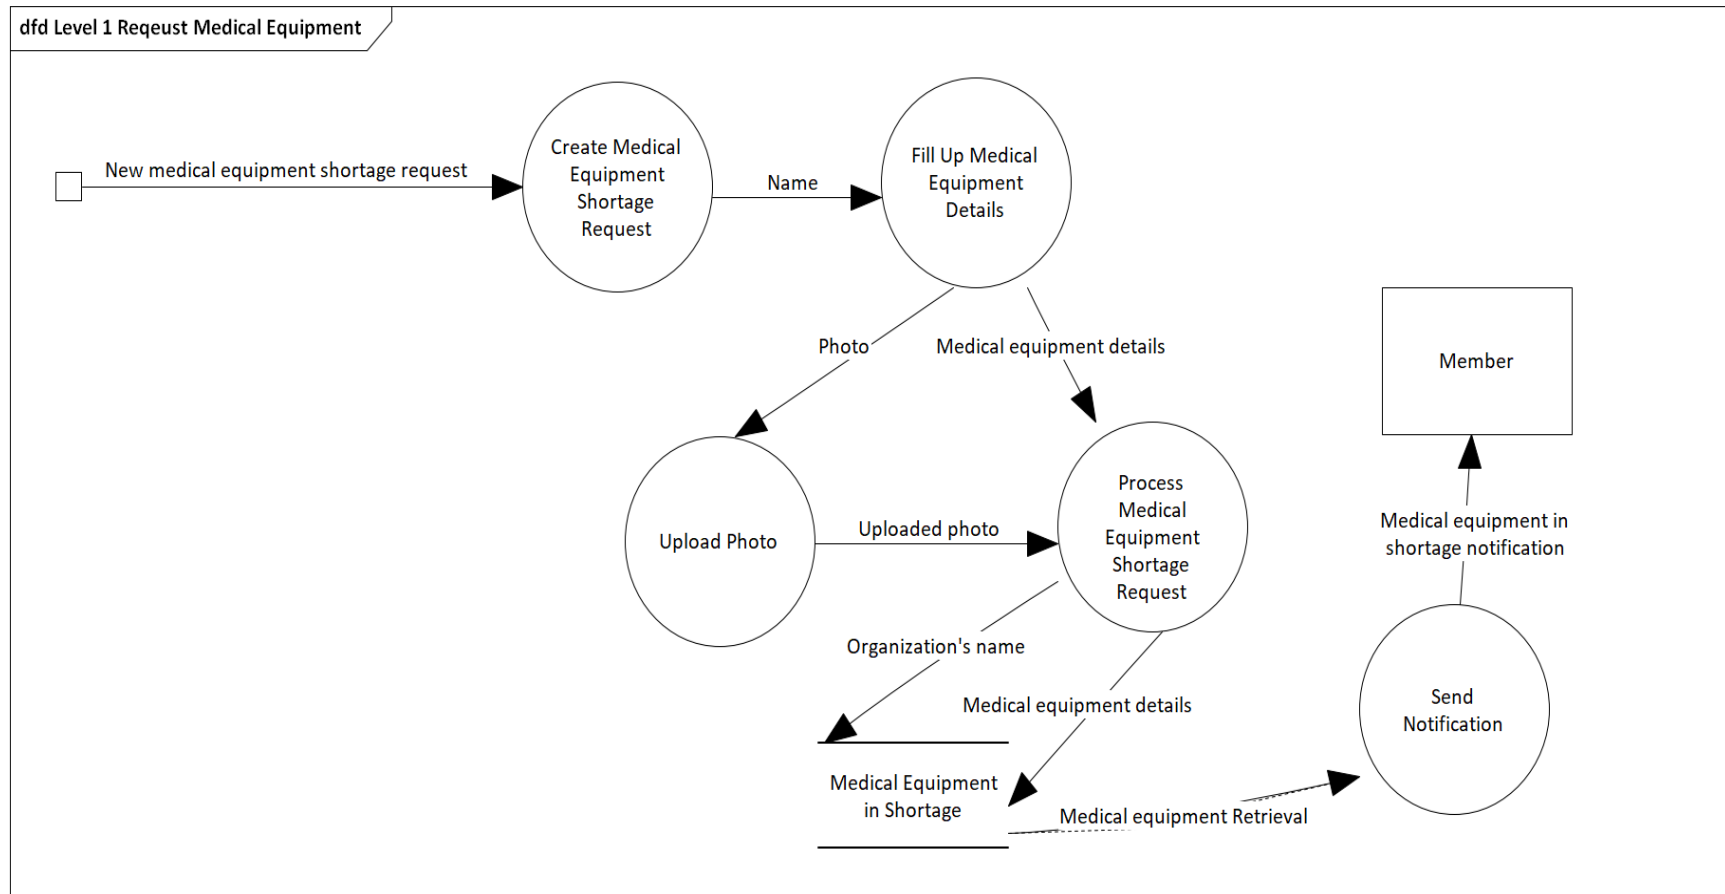 dfd Level 1 Reqeust Medical Equipment
New medical equipment shortage request
Create Medical
Equipment
Shortage
Request
Name
Fill Up Medical
Equipment
Details
Photo
Medical equipment details
Member
Upload Photo
Uploaded photo
Process
Medical
Equipment
Shortage
Request
Medical equipment in
shortage notification
Organization's name
Medical equipment details
Send
Notification
Medical Equipment
in Shortage
Medical equipment Retrieval